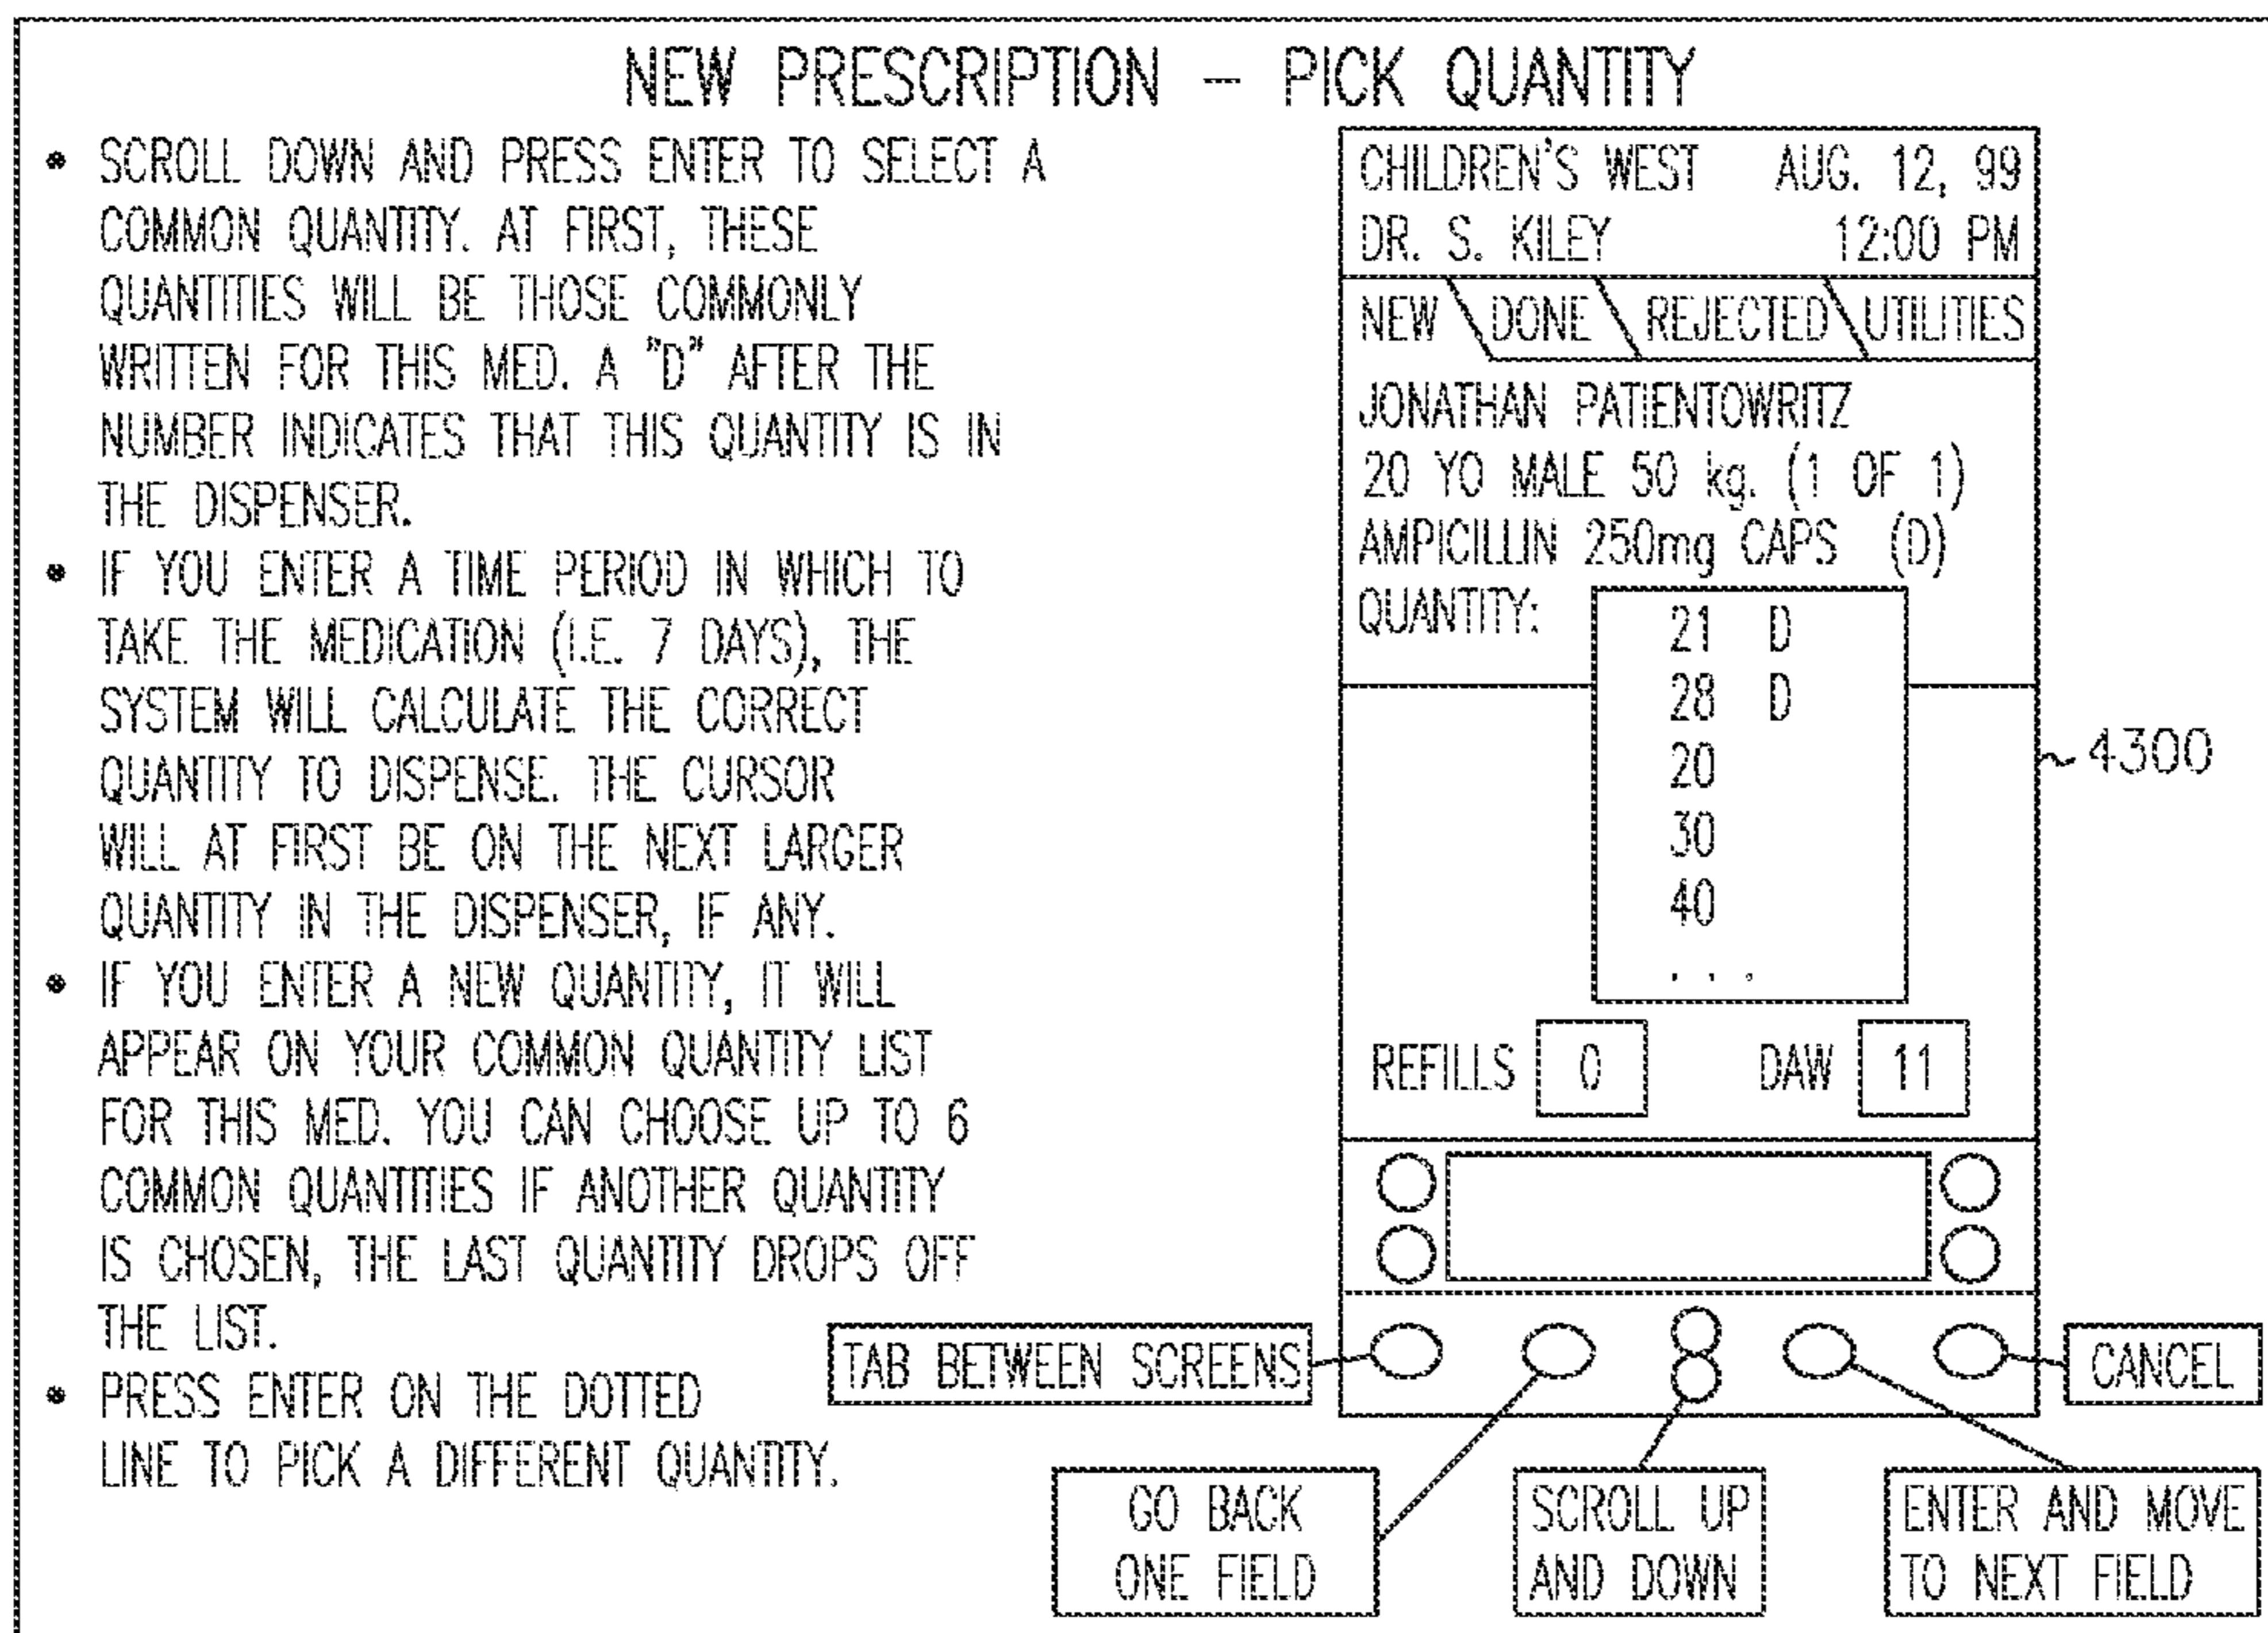 NEW PRESCRIPTION – PICK QUANTITY
• SCROLL DOWN AND PRESS ENTER TO SELECT A
COMMON QUANTITY. AT FIRST, THESE
QUANTITIES WILL BE THOSE COMMONLY
WRITTEN FOR THIS MED. A "D" AFTER THE
NUMBER INDICATES THAT THIS QUANTITY IS IN
THE DISPENSER.
• IF YOU ENTER A TIME PERIOD IN WHICH TO
TAKE THE MEDICATION (I.E. 7 DAYS), THE
SYSTEM WILL CALCULATE THE CORRECT
QUANTITY TO DISPENSE. THE CURSOR
WILL AT FIRST BE ON THE NEXT LARGER
QUANTITY IN THE DISPENSER, IF ANY.
• IF YOU ENTER A NEW QUANTITY, IT WILL
APPEAR ON YOUR COMMON QUANTITY LIST
FOR THIS MED. YOU CAN CHOOSE UP TO 6
COMMON QUANTITIES IF ANOTHER QUANTITY
IS CHOSEN, THE LAST QUANTITY DROPS OFF
THE LIST.
• PRESS ENTER ON THE DOTTED
LINE TO PICK A DIFFERENT QUANTITY.
CHILDREN'S WEST AUG. 12, 99
DR. S. KILEY 12:00 PM
NEW DONE REJECTED UTILITIES
JONATHAN PATIENTOWRITZ
20 YO MALE 50 kg. (1 OF 1)
AMPICILLIN 250mg CAPS (D)
QUANTITY:
21 D
28 D
20
30
40
. . .
4300
REFILLS 0 DAW 11
TAB BETWEEN SCREENS
CANCEL
GO BACK
ONE FIELD
SCROLL UP
AND DOWN
ENTER AND MOVE
TO NEXT FIELD